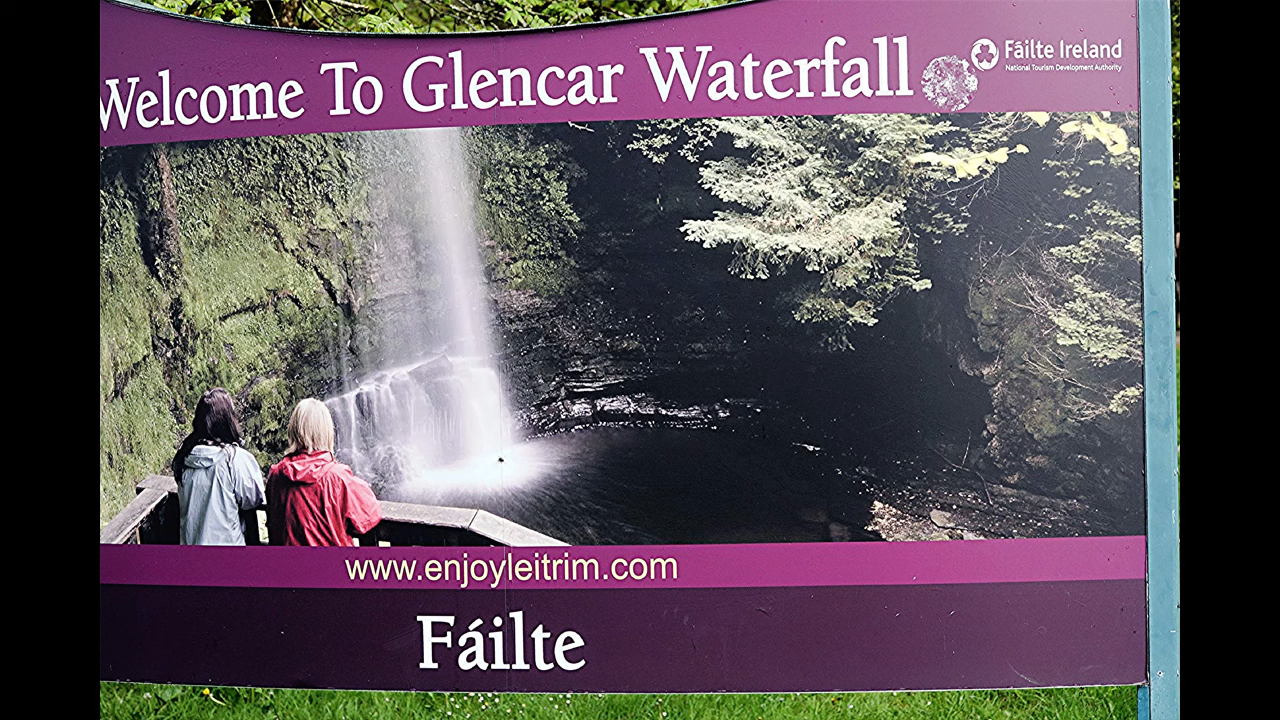 Welcome To Glencar Waterfall
Fáilte Ireland
National Tourism Development Authority
www.enjoyleitrim.com
Fáilte